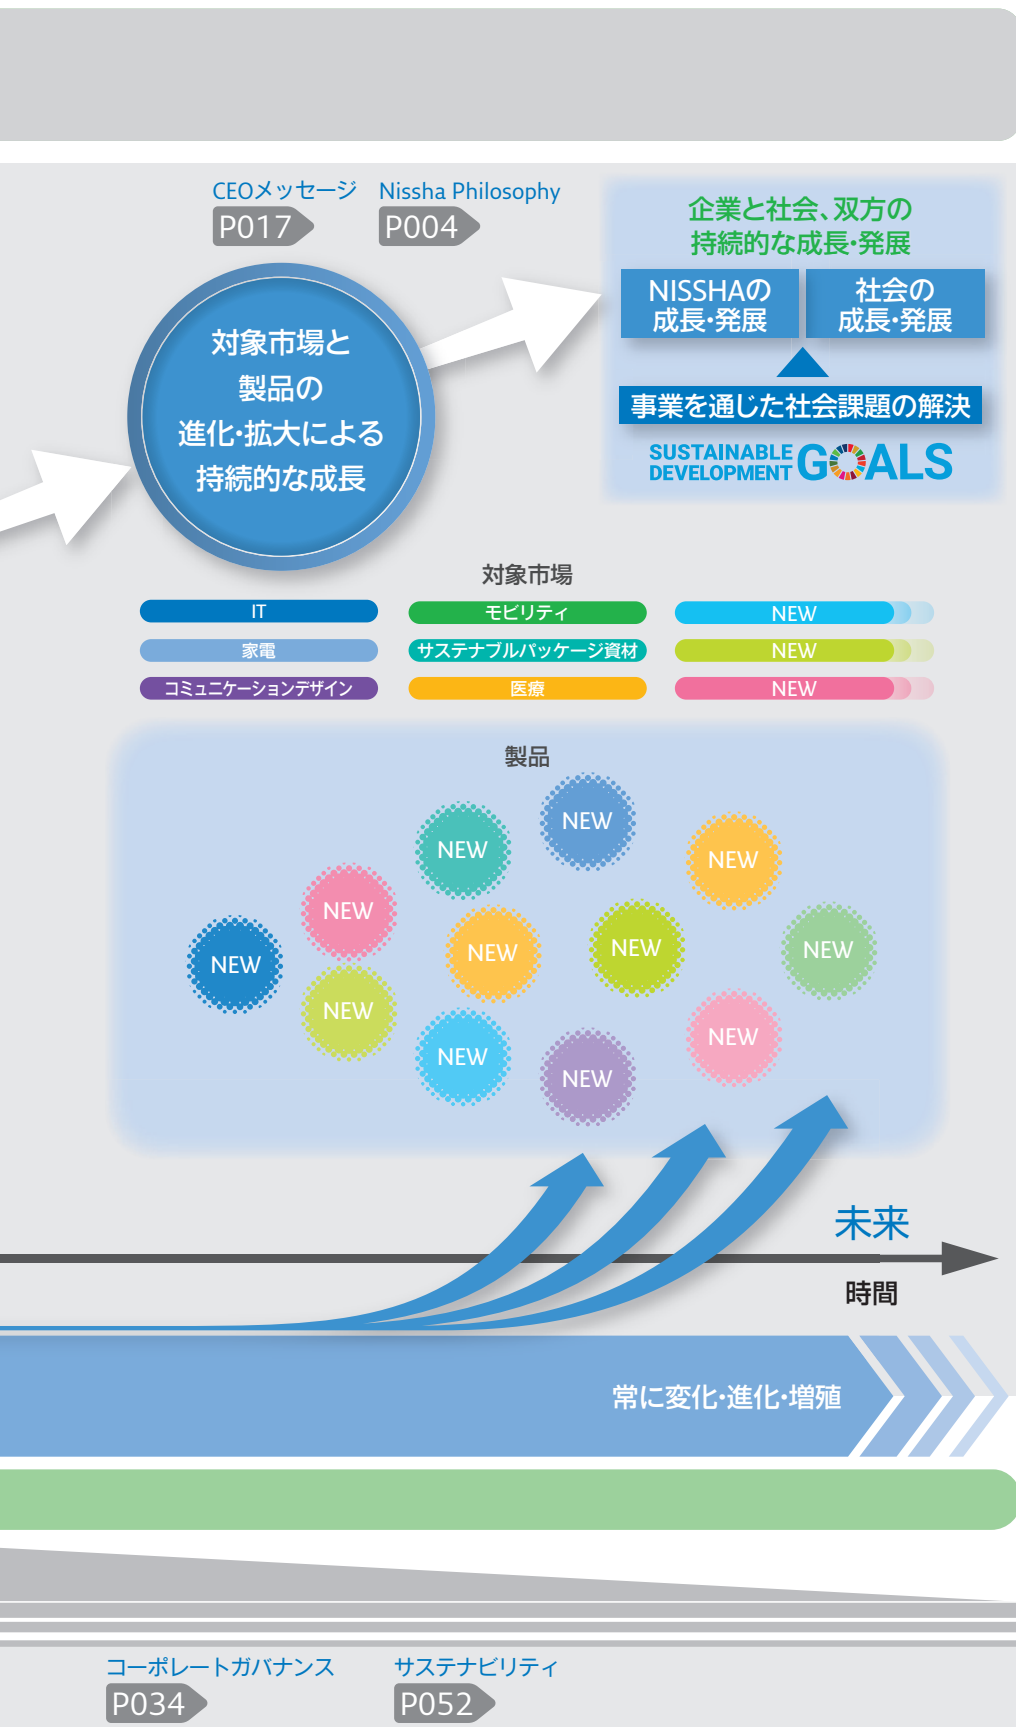 CEOメッセージ
P017
Nissha Philosophy
P004
企業と社会、双方の
持続的な成長・発展
NISSHAの
成長・発展
社会の
成長・発展
事業を通じた社会課題の解決
SUSTAINABLE
DEVELOPMENT
GOALS
対象市場と
製品の
進化・拡大による
持続的な成長
対象市場
IT
モビリティ
NEW
家電
サステナブルパッケージ資材
NEW
コミュニケーションデザイン
医療
NEW
製品
NEW
NEW
NEW
NEW
NEW
NEW
NEW
NEW
NEW
NEW
NEW
NEW
未来
時間
常に変化・進化・増殖
コーポレートガバナンス
P034
サステナビリティ
P052